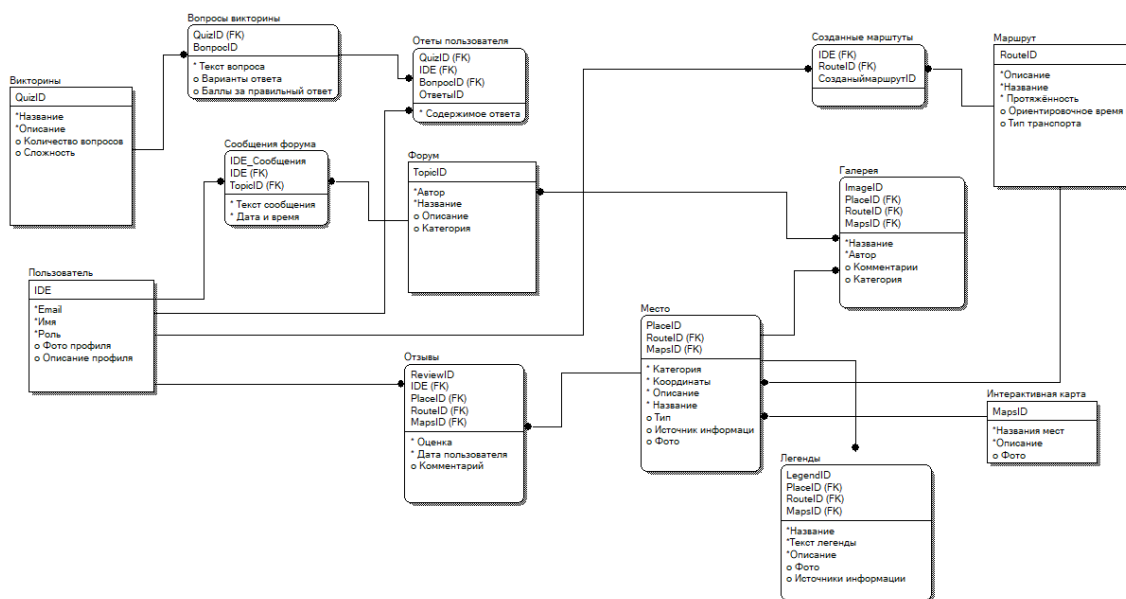 Вопросы викторины
QuizID (FK)
ВопросID
* Текст вопроса
o Варианты ответа
o Баллы за правильный ответ
Отеты пользователя
QuizID (FK)
IDE (FK)
ВопросID (FK)
ОтветыID
* Содержимое ответа
Созданные марштуты
IDE (FK)
RouteID (FK)
СозданыймаршрутID
Маршрут
RouteID
*Описание
*Название
* Протяжённость
o Ориентировочное время
o Тип транспорта
Викторины
QuizID
*Название
*Описание
o Количество вопросов
o Сложность
Сообщения форума
IDE_Сообщения
IDE (FK)
TopicID (FK)
* Текст сообщения
* Дата и время
Форум
TopicID
*Автор
*Название
o Описание
o Категория
Галерея
ImageID
PlaceID (FK)
RouteID (FK)
MapsID (FK)
*Название
*Автор
o Комментарии
o Категория
Пользователь
IDE
*Email
*Имя
*Роль
o Фото профиля
o Описание профиля
Отзывы
ReviewID
IDE (FK)
PlaceID (FK)
RouteID (FK)
MapsID (FK)
* Оценка
* Дата пользователя
o Комментарий
Место
PlaceID
RouteID (FK)
MapsID (FK)
* Категория
* Координаты
* Описание
* Название
o Тип
o Источник информаци
o Фото
Интерактивная карта
MapsID
*Названия мест
*Описание
o Фото
Легенды
LegendID
PlaceID (FK)
RouteID (FK)
MapsID (FK)
*Название
*Текст легенды
*Описание
o Фото
o Источники информации